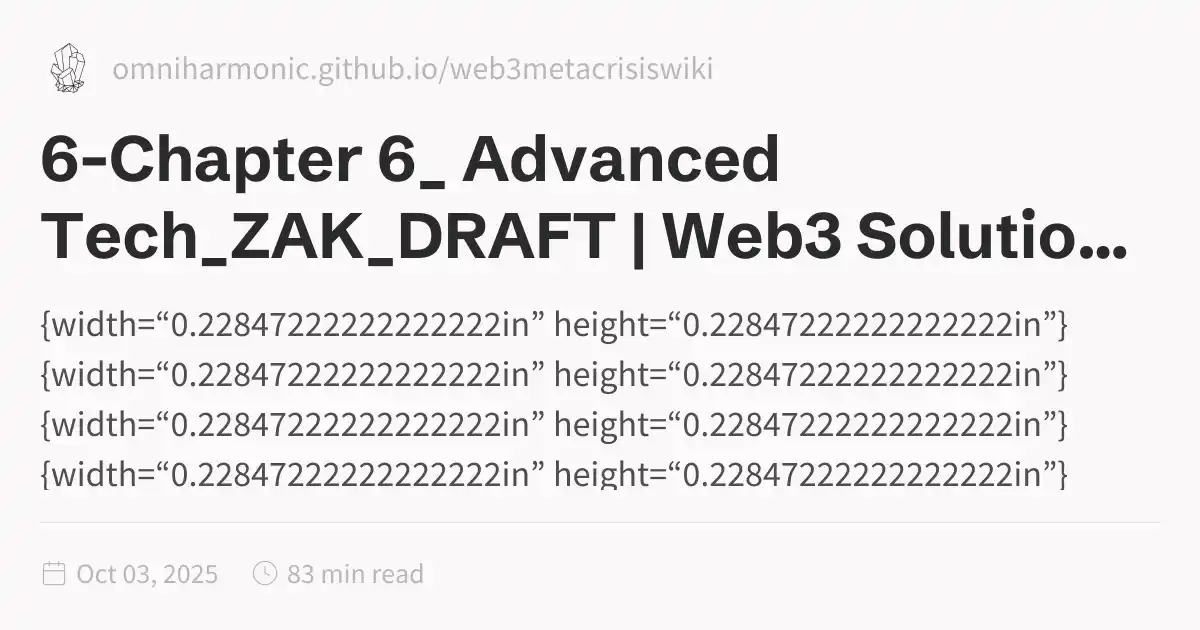 omniharmonic.github.io/web3metacrisiswiki
6-Chapter 6_ Advanced
Tech_ZAK_DRAFT | Web3 Solutio...
{width=“0.22847222222222222in” height=“0.22847222222222222in”}
{width=“0.22847222222222222in” height=“0.22847222222222222in”}
{width=“0.22847222222222222in” height=“0.22847222222222222in”}
{width=“0.22847222222222222in” height=“0.22847222222222222in”}
Oct 03, 2025 83 min read